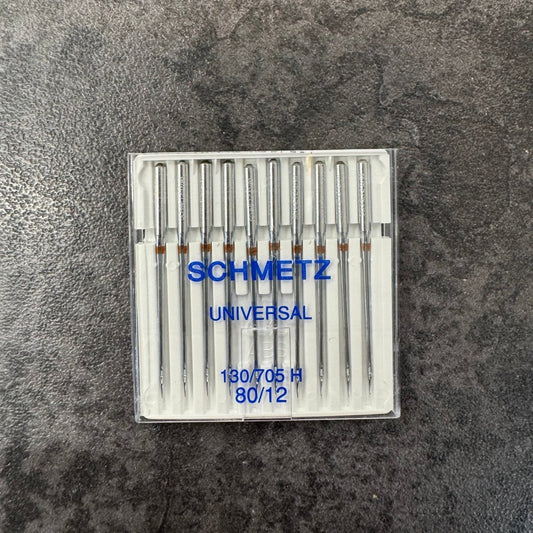 SCHMETZ
UNIVERSAL
130/705 H
80/12